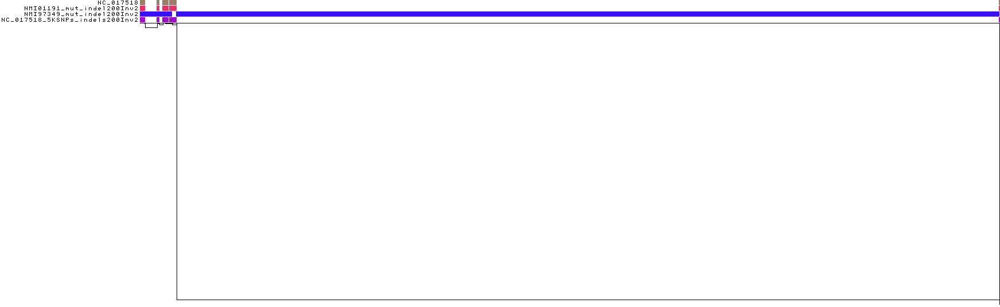 NC_017518
NMI01191_mut_indel200Inv2
NMI97349_mut_indel200Inv2
NC_017518_5KSNPs_indels200Inv2